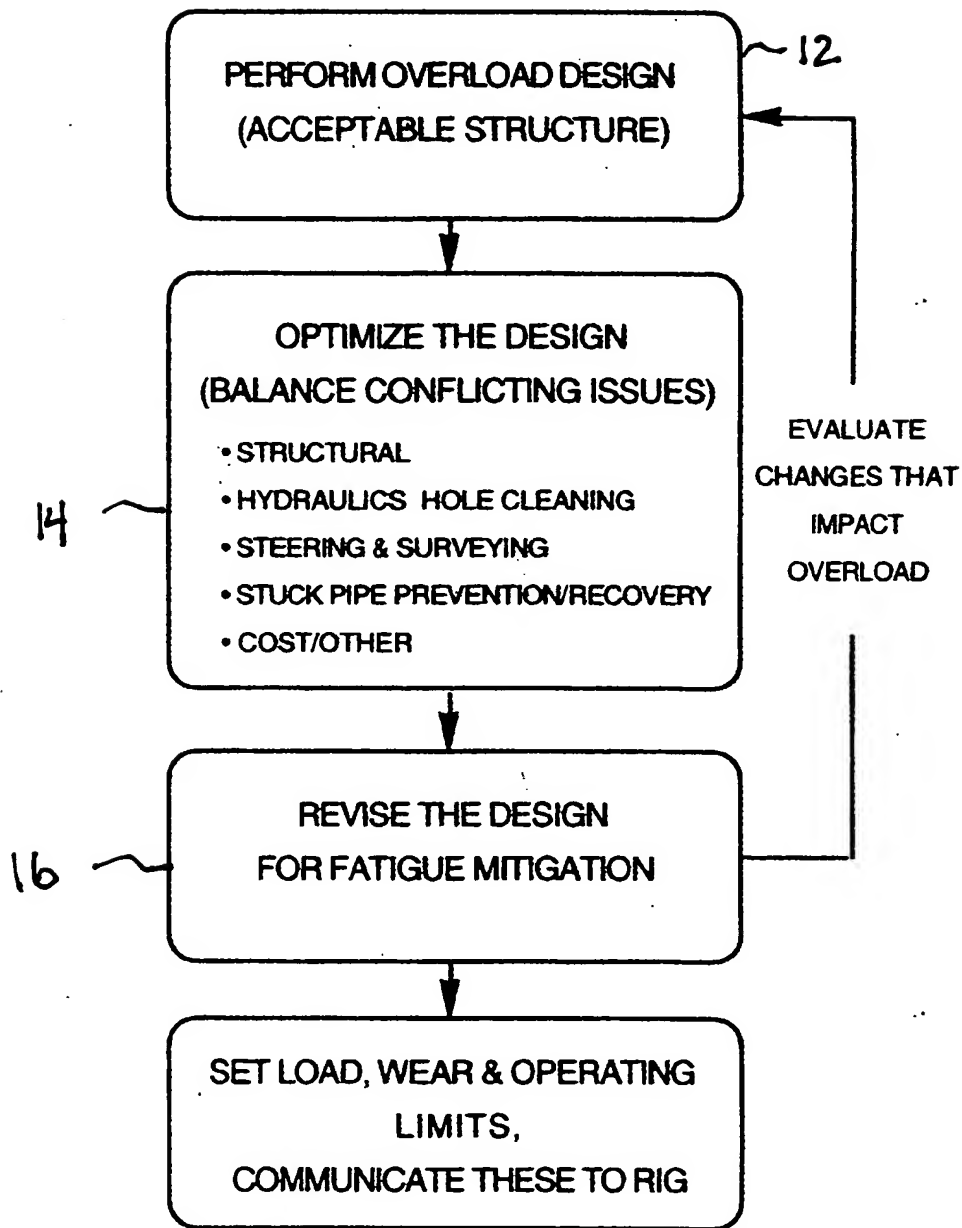 12
PERFORM OVERLOAD DESIGN
(ACCEPTABLE STRUCTURE)
OPTIMIZE THE DESIGN
(BALANCE CONFLICTING ISSUES)
• STRUCTURAL
• HYDRAULICS HOLE CLEANING
• STEERING & SURVEYING
• STUCK PIPE PREVENTION/RECOVERY
• COST/OTHER
14
EVALUATE
CHANGES THAT
IMPACT
OVERLOAD
REVISE THE DESIGN
FOR FATIGUE MITIGATION
16
SET LOAD, WEAR & OPERATING
LIMITS,
COMMUNICATE THESE TO RIG